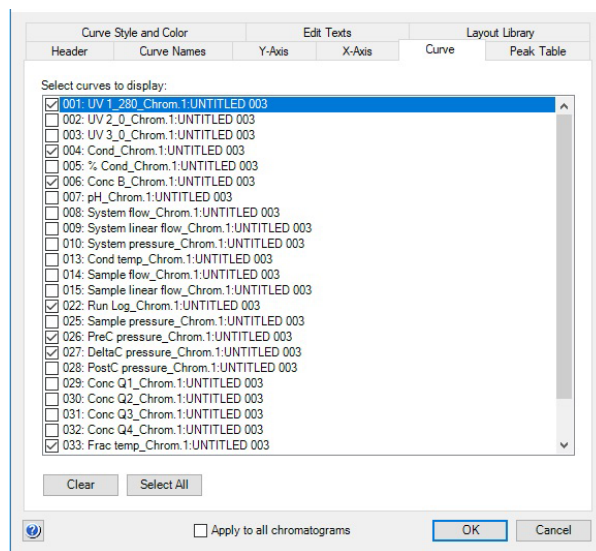 Curve Style and Color Edit Texts Layout Library
Header Curve Names Y-Axis X-Axis Curve Peak Table
Select curves to display:
001: UV 1_280_Chrom.1:UNTITLED 003
002: UV 2_0_Chrom.1:UNTITLED 003
003: UV 3_0_Chrom.1:UNTITLED 003
004: Cond_Chrom.1:UNTITLED 003
005: % Cond_Chrom.1:UNTITLED 003
006: Conc B_Chrom.1:UNTITLED 003
007: pH_Chrom.1:UNTITLED 003
008: System flow_Chrom.1:UNTITLED 003
009: System linear flow_Chrom.1:UNTITLED 003
010: System pressure_Chrom.1:UNTITLED 003
013: Cond temp_Chrom.1:UNTITLED 003
014: Sample flow_Chrom.1:UNTITLED 003
015: Sample linear flow_Chrom.1:UNTITLED 003
022: Run Log_Chrom.1:UNTITLED 003
025: Sample pressure_Chrom.1:UNTITLED 003
026: PreC pressure_Chrom.1:UNTITLED 003
027: DeltaC pressure_Chrom.1:UNTITLED 003
028: PostC pressure_Chrom.1:UNTITLED 003
029: Conc Q1_Chrom.1:UNTITLED 003
030: Conc Q2_Chrom.1:UNTITLED 003
031: Conc Q3_Chrom.1:UNTITLED 003
032: Conc Q4_Chrom.1:UNTITLED 003
033: Frac temp_Chrom.1:UNTITLED 003
Clear Select All
? Apply to all chromatograms OK Cancel